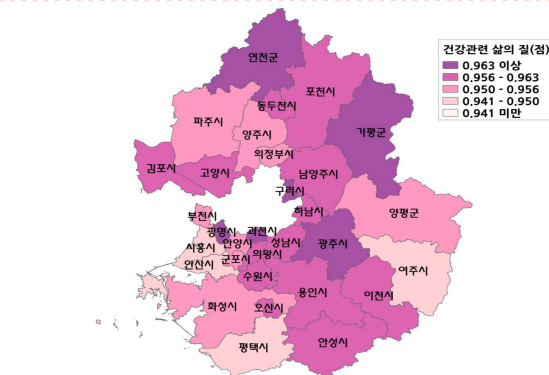 건강관련 삶의 질(점)
0.963 이상
0.956 - 0.963
0.950 - 0.956
0.941 - 0.950
0.941 미만
연천군
포천시
동두천시
파주시
양주시
가평군
의정부시
김포시
고양시
남양주시
구리시
하남시
양평군
부천시
광명시
과천시
시흥시
안양시
성남시
광주시
안산시
군포시
의왕시
여주시
수원시
용인시
이천시
화성시
오산시
평택시
안성시